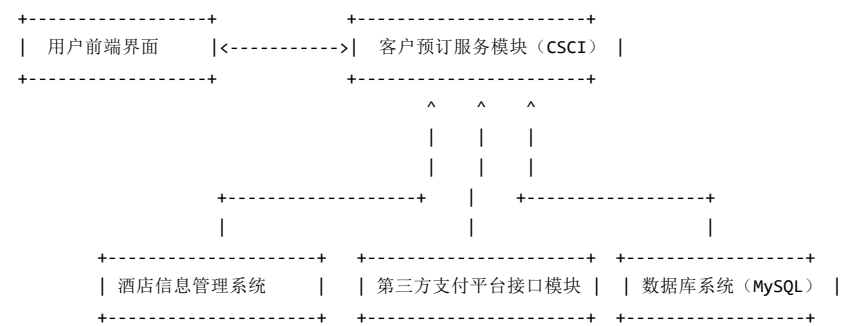 用户前端界面
客户预订服务模块（CSCI）
酒店信息管理系统
第三方支付平台接口模块
数据库系统（MySQL）